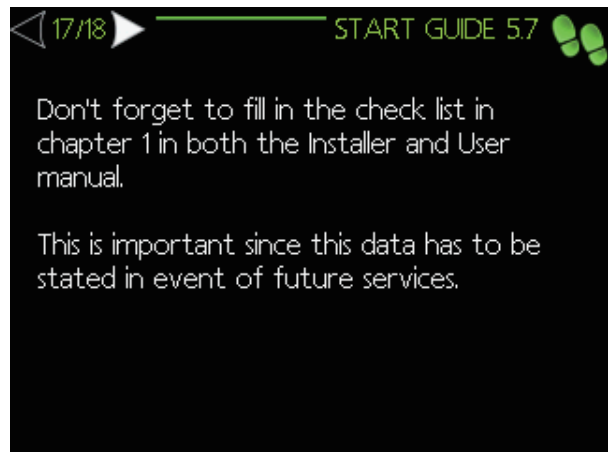 17/18 START GUIDE 5.7
Don't forget to fill in the check list in
chapter 1 in both the Installer and User
manual.
This is important since this data has to be
stated in event of future services.